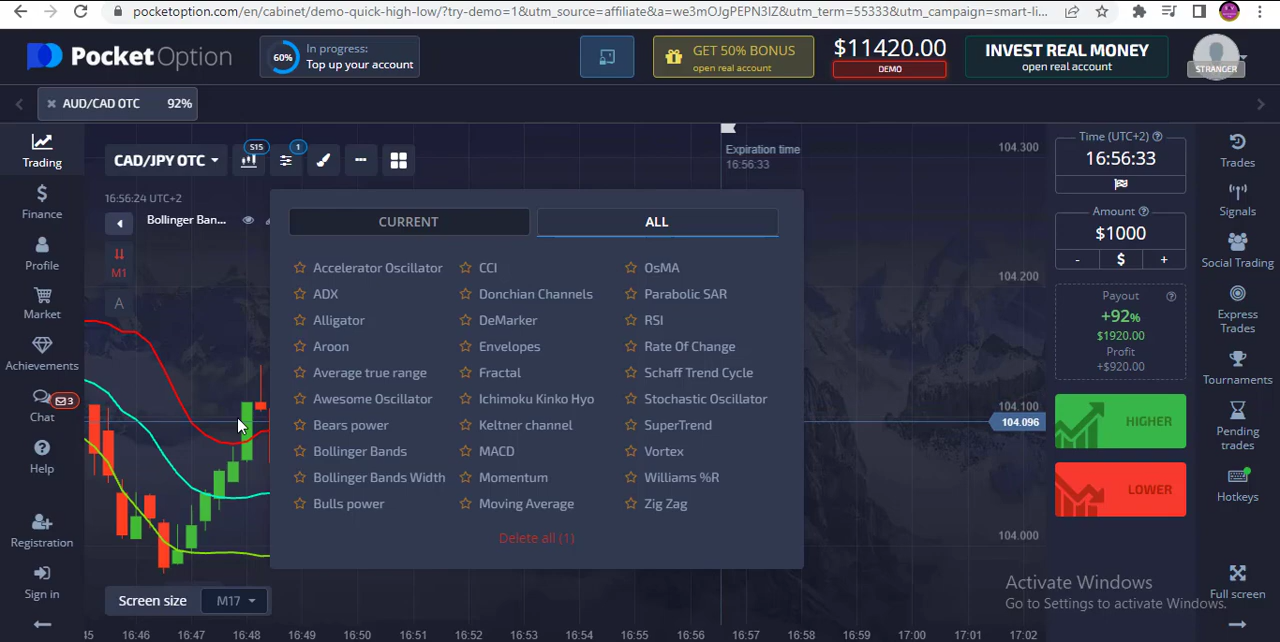 pocketoption.com/en/cabinet/demo-quick-high-low/?try-demo=1&utm_source=affiliate&a=we3mOJgPEPN3lZ&utm_term=55333&utm_campaign=smart-li...
PocketOption
60%
In progress:
Top up your account
GET 50% BONUS
open real account
$11420.00
DEMO
INVEST REAL MONEY
open real account
STRANGER
AUD/CAD OTC 92%
Trading
Finance
Profile
Market
Achievements
3
Chat
Help
Registration
Sign in
CAD/JPY OTC
S15
1
16:56:24 UTC+2
Bollinger Ban...
M1
A
Expiration time
16:56:33
CURRENT
ALL
Accelerator Oscillator
ADX
Alligator
Aroon
Average true range
Awesome Oscillator
Bears power
Bollinger Bands
Bollinger Bands Width
Bulls power
CCI
Donchian Channels
DeMarker
Envelopes
Fractal
Ichimoku Kinko Hyo
Keltner channel
MACD
Momentum
Moving Average
OsMA
Parabolic SAR
RSI
Rate Of Change
Schaff Trend Cycle
Stochastic Oscillator
SuperTrend
Vortex
Williams %R
Zig Zag
Delete all (1)
104.300
104.200
104.100
104.096
104.000
Screen size
M17
45 16:46 16:47 16:48 16:49 16:50 16:51 16:52 16:53 16:54 16:55 16:56 16:57 16:58 16:59 17:00 17:01 17:02
Time (UTC+2)
16:56:33
Amount
$1000
- $ +
Payout
+92%
$1920.00
Profit
+$920.00
HIGHER
LOWER
Trades
Signals
Social Trading
Express
Trades
Tournaments
Pending
trades
Hotkeys
Full screen
Activate Windows
Go to Settings to activate Windows.